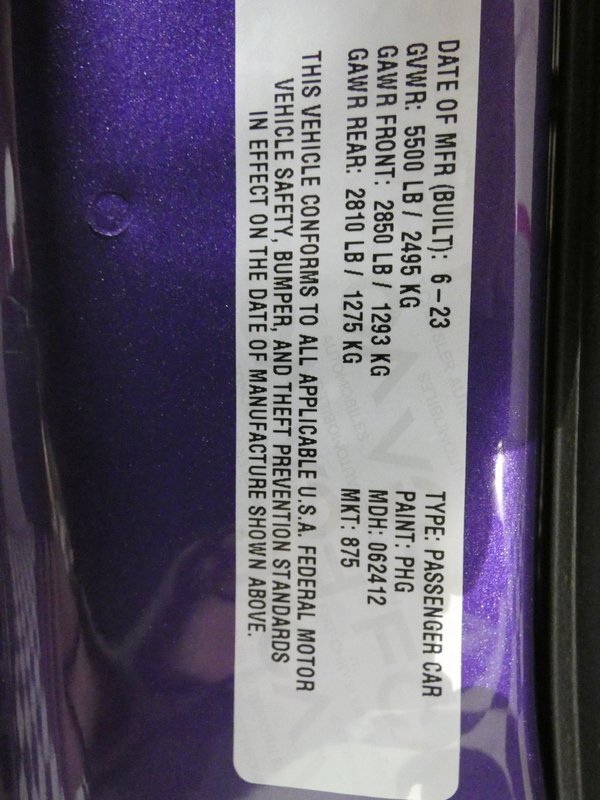 DATE OF MFR (BUILT): 6-23 TYPE: PASSENGER CAR
GVWR: 5500 LB / 2495 KG PAINT: PHG
GAWR FRONT: 2850 LB / 1293 KG MDH: 062412
GAWR REAR: 2810 LB / 1275 KG MKT: 875
THIS VEHICLE CONFORMS TO ALL APPLICABLE U.S.A. FEDERAL MOTOR
VEHICLE SAFETY, BUMPER, AND THEFT PREVENTION STANDARDS
IN EFFECT ON THE DATE OF MANUFACTURE SHOWN ABOVE.